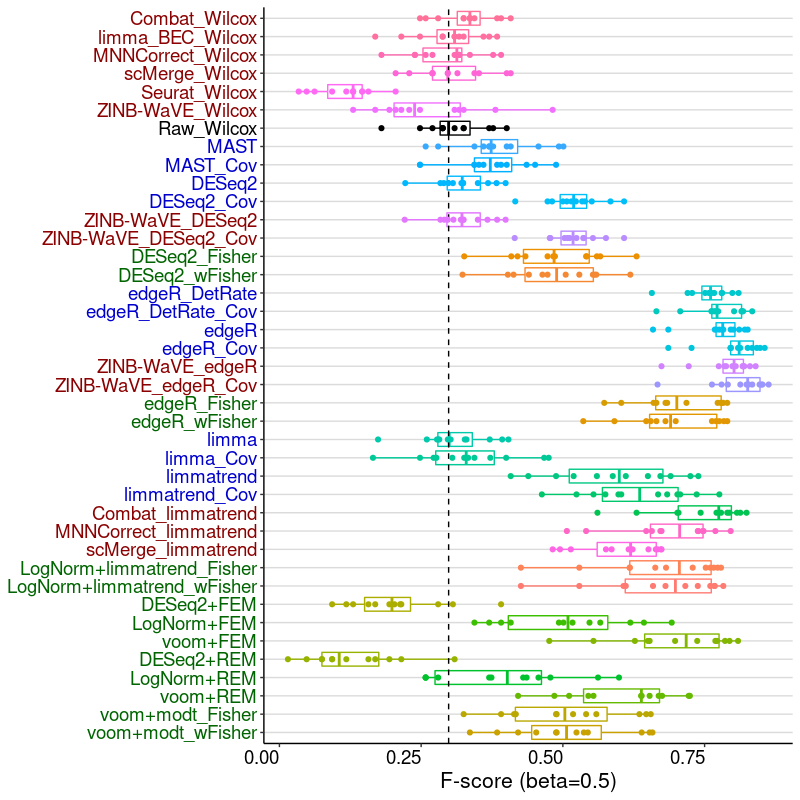 Combat_Wilcox
limma_BEC_Wilcox
MNNCorrect_Wilcox
scMerge_Wilcox
Seurat_Wilcox
ZINB-WaVE_Wilcox
Raw_Wilcox
MAST
MAST_Cov
DESeq2
DESeq2_Cov
ZINB-WaVE_DESeq2
ZINB-WaVE_DESeq2_Cov
DESeq2_Fisher
DESeq2_wFisher
edgeR_DetRate
edgeR_DetRate_Cov
edgeR
edgeR_Cov
ZINB-WaVE_edgeR
ZINB-WaVE_edgeR_Cov
edgeR_Fisher
edgeR_wFisher
limma
limma_Cov
limmatrend
limmatrend_Cov
Combat_limmatrend
MNNCorrect_limmatrend
scMerge_limmatrend
LogNorm+limmatrend_Fisher
LogNorm+limmatrend_wFisher
DESeq2+FEM
LogNorm+FEM
voom+FEM
DESeq2+REM
LogNorm+REM
voom+REM
voom+modt_Fisher
voom+modt_wFisher
0.00 0.25 0.50 0.75
F-score (beta=0.5)